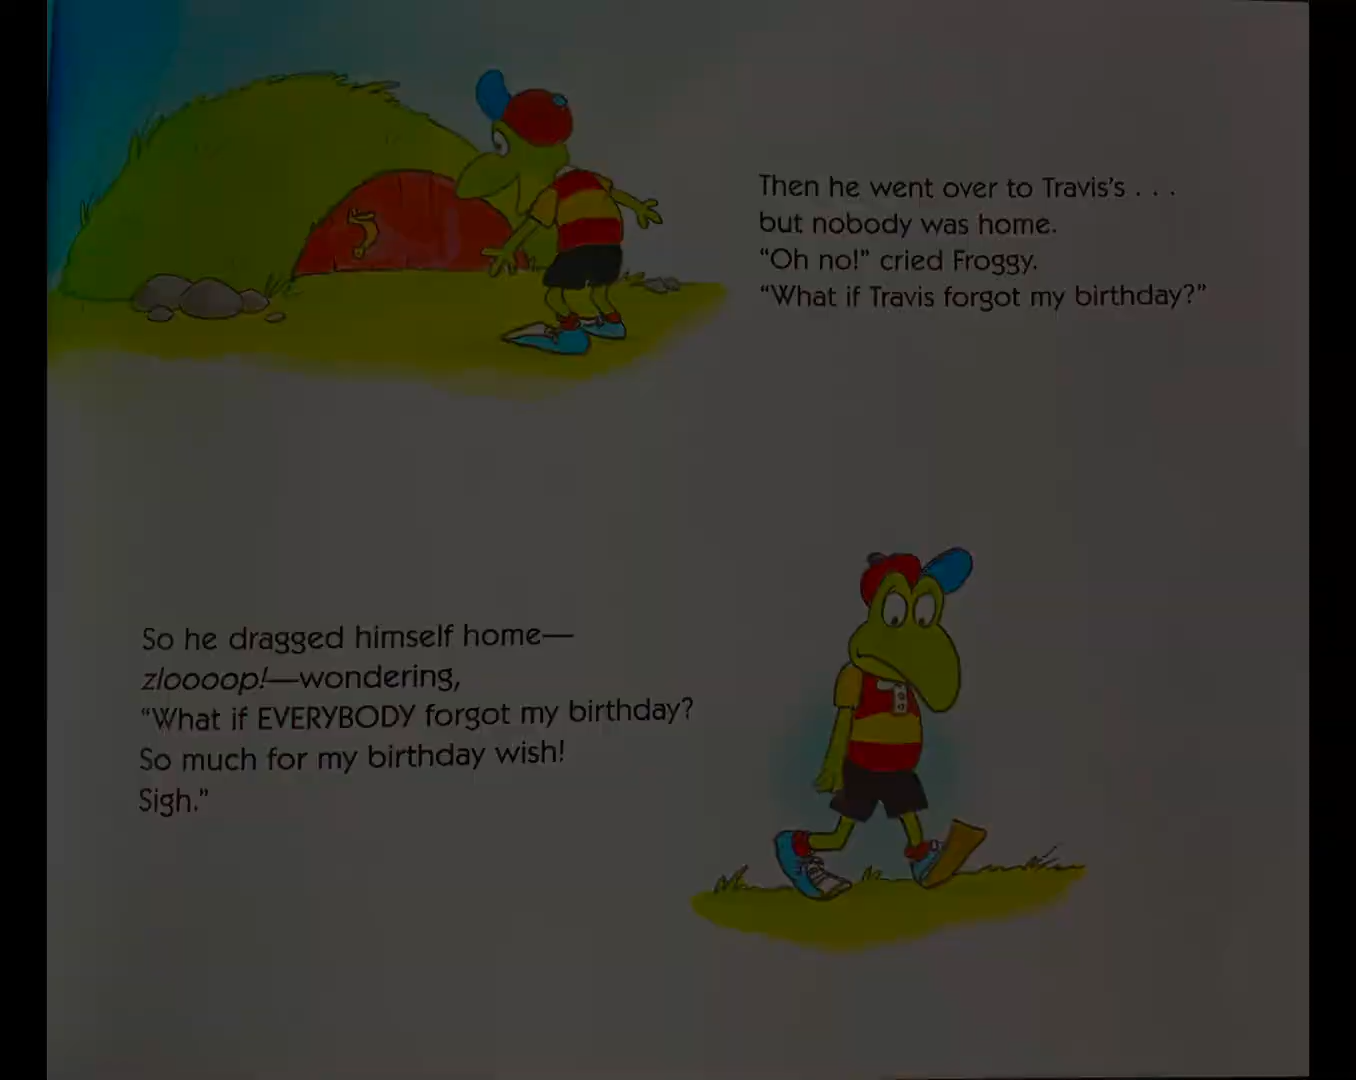 Then he went over to Travis's . . .
but nobody was home.
“Oh no!” cried Froggy.
“What if Travis forgot my birthday?”
So he dragged himself home—
zloooop!—wondering,
“What if EVERYBODY forgot my birthday?
So much for my birthday wish!
Sigh.”